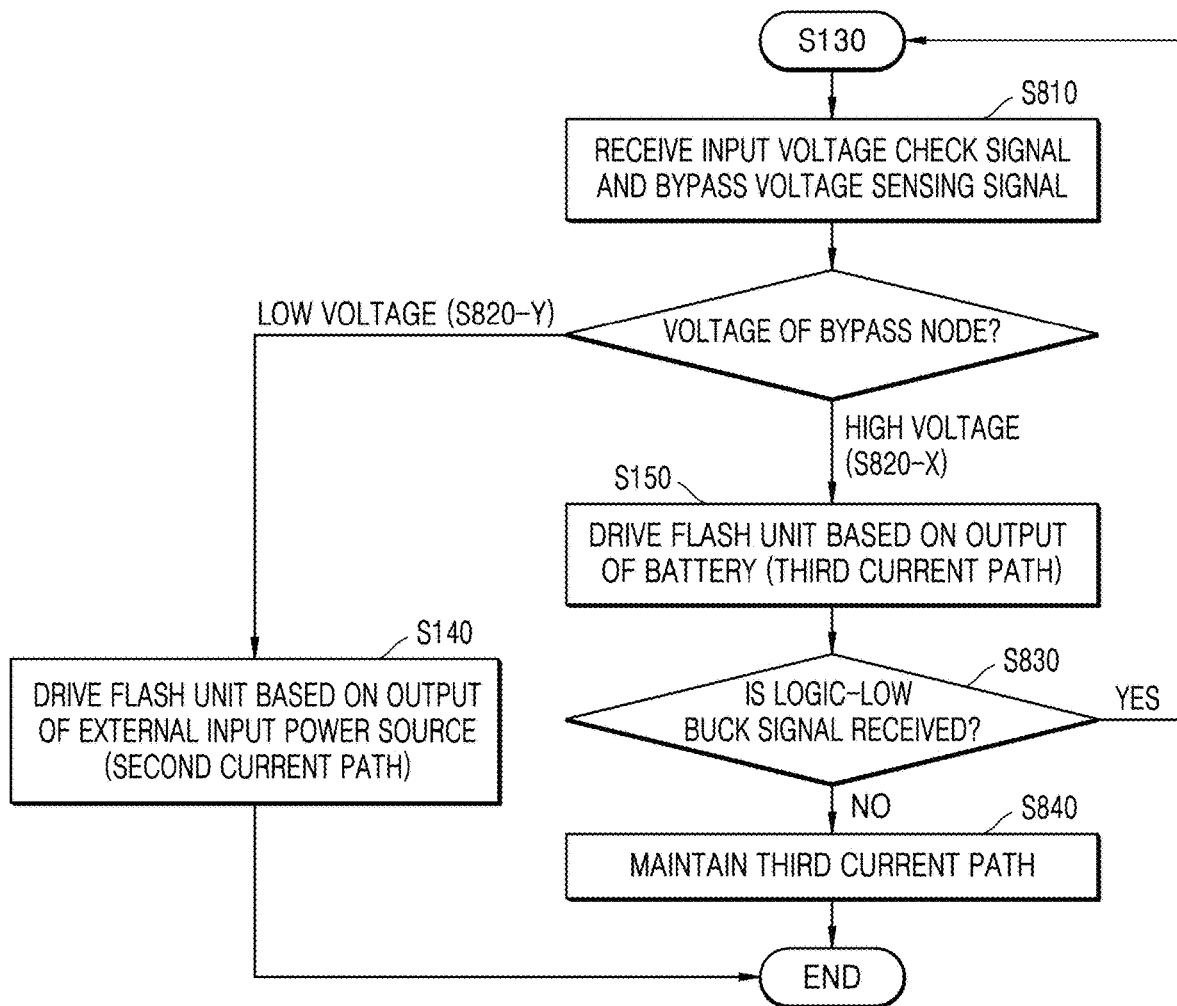 S130
S810
RECEIVE INPUT VOLTAGE CHECK SIGNAL
AND BYPASS VOLTAGE SENSING SIGNAL
LOW VOLTAGE (S820-Y)
VOLTAGE OF BYPASS NODE?
HIGH VOLTAGE
(S820-X)
S150
DRIVE FLASH UNIT BASED ON OUTPUT
OF BATTERY (THIRD CURRENT PATH)
S140
DRIVE FLASH UNIT BASED ON OUTPUT
OF EXTERNAL INPUT POWER SOURCE
(SECOND CURRENT PATH)
S830
IS LOGIC-LOW
BUCK SIGNAL RECEIVED?
YES
NO
S840
MAINTAIN THIRD CURRENT PATH
END